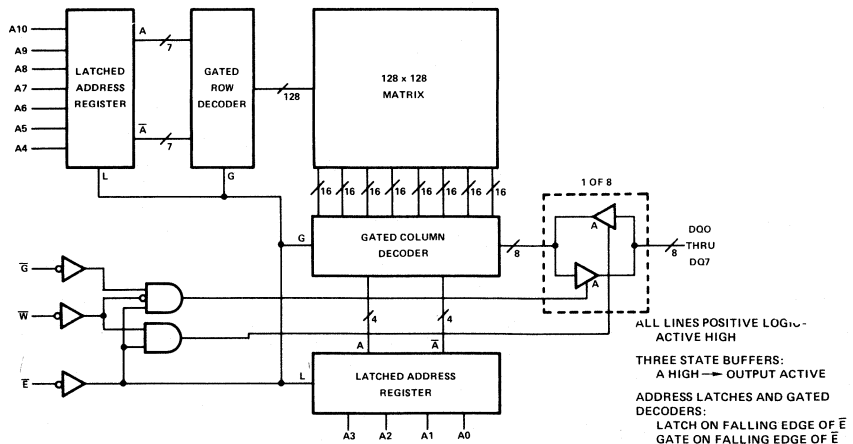 A10
A9
A8
A7
A6
A5
A4
LATCHED
ADDRESS
REGISTER
L
A
7
A̅
7
GATED
ROW
DECODER
G
128
128 x 128
MATRIX
16
16
16
16
16
16
16
16
G
GATED COLUMN
DECODER
8
1 OF 8
A
A
8
DQ0
THRU
DQ7
G̅
W̅
E̅
4
4
A
A̅
L
LATCHED ADDRESS
REGISTER
A3
A2
A1
A0
ALL LINES POSITIVE LOGIC-
ACTIVE HIGH
THREE STATE BUFFERS:
A HIGH → OUTPUT ACTIVE
ADDRESS LATCHES AND GATED
DECODERS:
LATCH ON FALLING EDGE OF E̅
GATE ON FALLING EDGE OF E̅